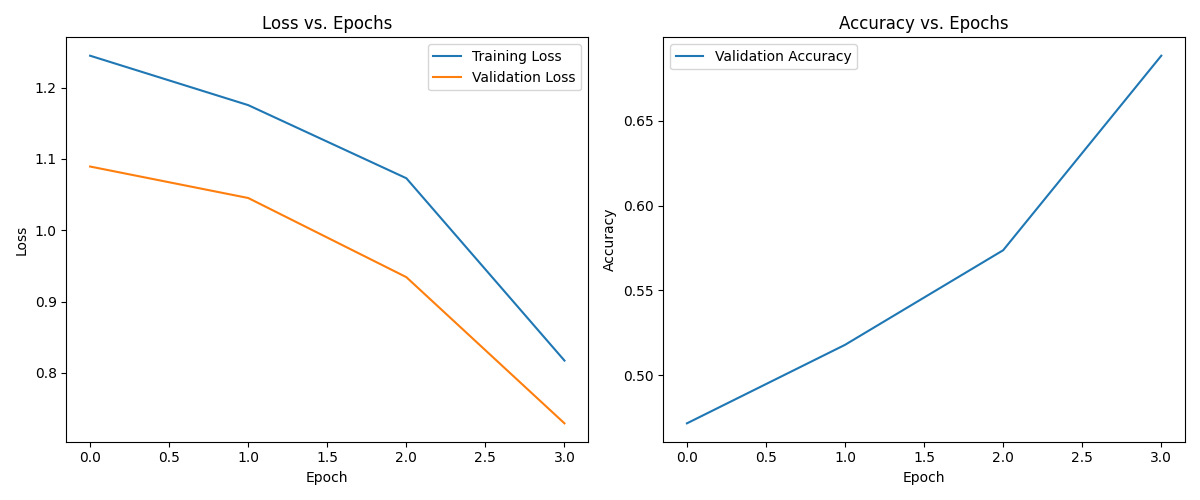 Loss vs. Epochs
Training Loss
Validation Loss
1.2
1.1
1.0
0.9
0.8
Loss
0.0 0.5 1.0 1.5 2.0 2.5 3.0
Epoch
Accuracy vs. Epochs
Validation Accuracy
0.65
0.60
0.55
0.50
Accuracy
0.0 0.5 1.0 1.5 2.0 2.5 3.0
Epoch